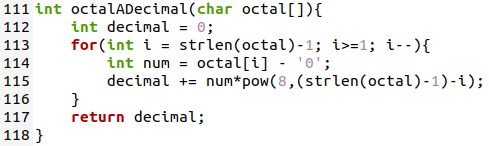 111 int octalADecimal(char octal[]){
112     int decimal = 0;
113     for(int i = strlen(octal)-1; i>=1; i--){
114         int num = octal[i] - '0';
115         decimal += num*pow(8,(strlen(octal)-1)-i);
116     }
117     return decimal;
118 }